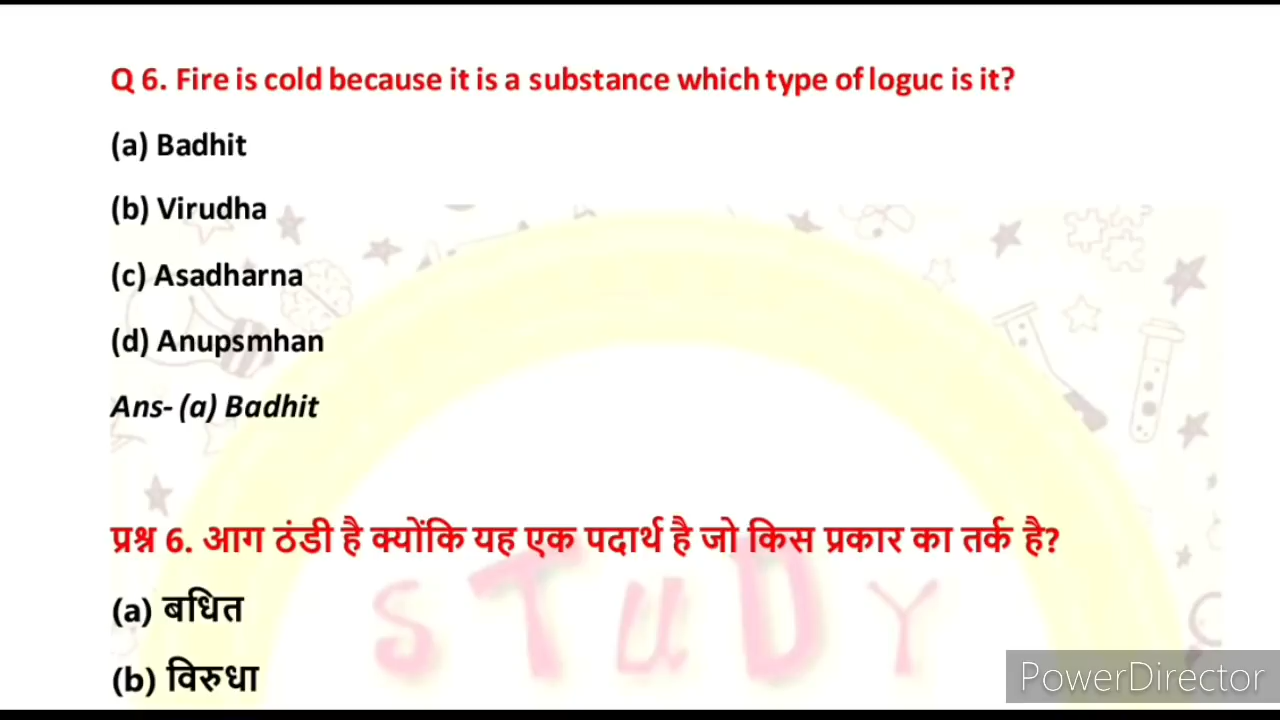 Q 6. Fire is cold because it is a substance which type of loguc is it?
(a) Badhit
(b) Virudha
(c) Asadharna
(d) Anupsmhan
Ans- (a) Badhit
प्रश्न 6. आग ठंडी है क्योंकि यह एक पदार्थ है जो किस प्रकार का तर्क है?
STuDY
(a) बधित
(b) विरुधा
PowerDirector